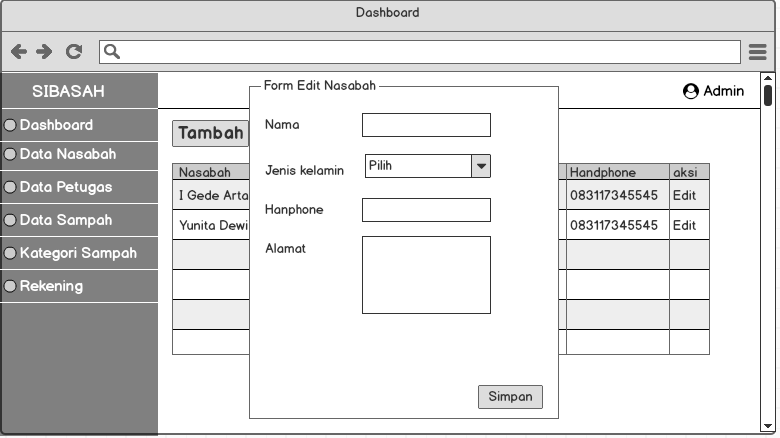 Dashboard
SIBASAH
Admin
Dashboard
Data Nasabah
Data Petugas
Data Sampah
Kategori Sampah
Rekening
Tambah
Nasabah
Handphone
aksi
I Gede Arta
083117345545
Edit
Yunita Dewi
083117345545
Edit
Form Edit Nasabah
Nama
Jenis kelamin
Pilih
Hanphone
Alamat
Simpan